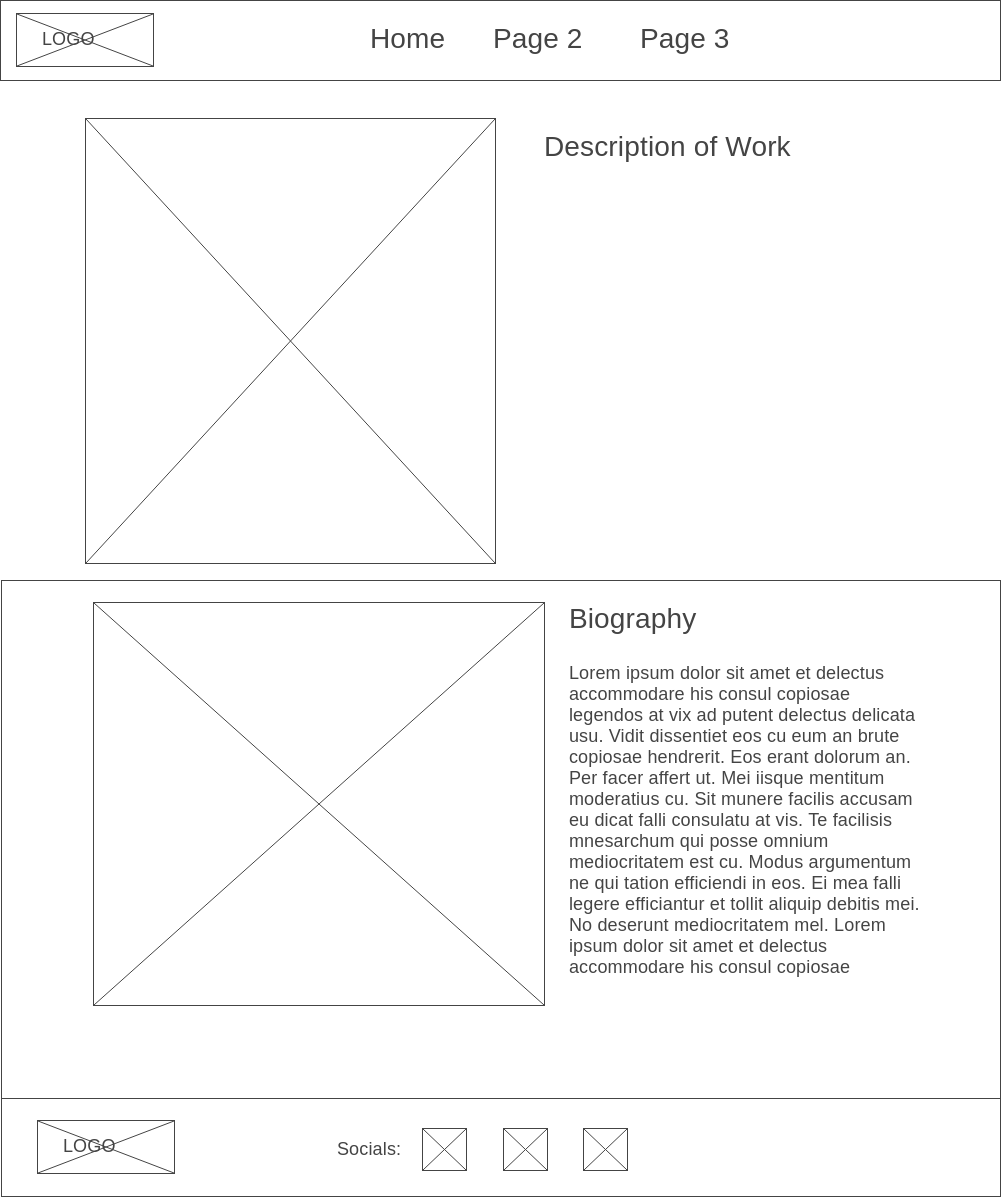 LOGO
Home
Page 2
Page 3
Description of Work
Biography
Lorem ipsum dolor sit amet et delectus
accommodare his consul copiosae
legendos at vix ad putent delectus delicata
usu. Vidit dissentiet eos cu eum an brute
copiosae hendrerit. Eos erant dolorum an.
Per facer affert ut. Mei iisque mentitum
moderatius cu. Sit munere facilis accusam
eu dicat falli consulatu at vis. Te facilisis
mnesarchum qui posse omnium
mediocritatem est cu. Modus argumentum
ne qui tation efficiendi in eos. Ei mea falli
legere efficiantur et tollit aliquip debitis mei.
No deserunt mediocritatem mel. Lorem
ipsum dolor sit amet et delectus
accommodare his consul copiosae
LOGO
Socials: